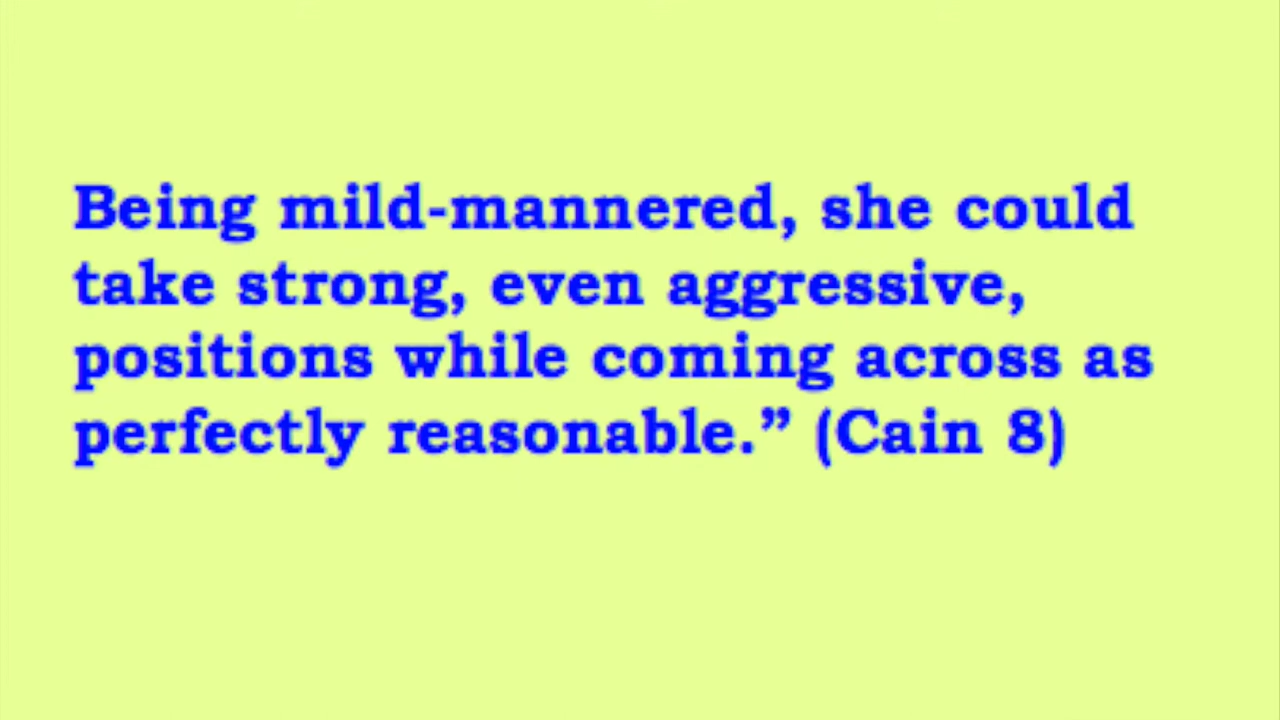 Being mild-mannered, she could
take strong, even aggressive,
positions while coming across as
perfectly reasonable.” (Cain 8)